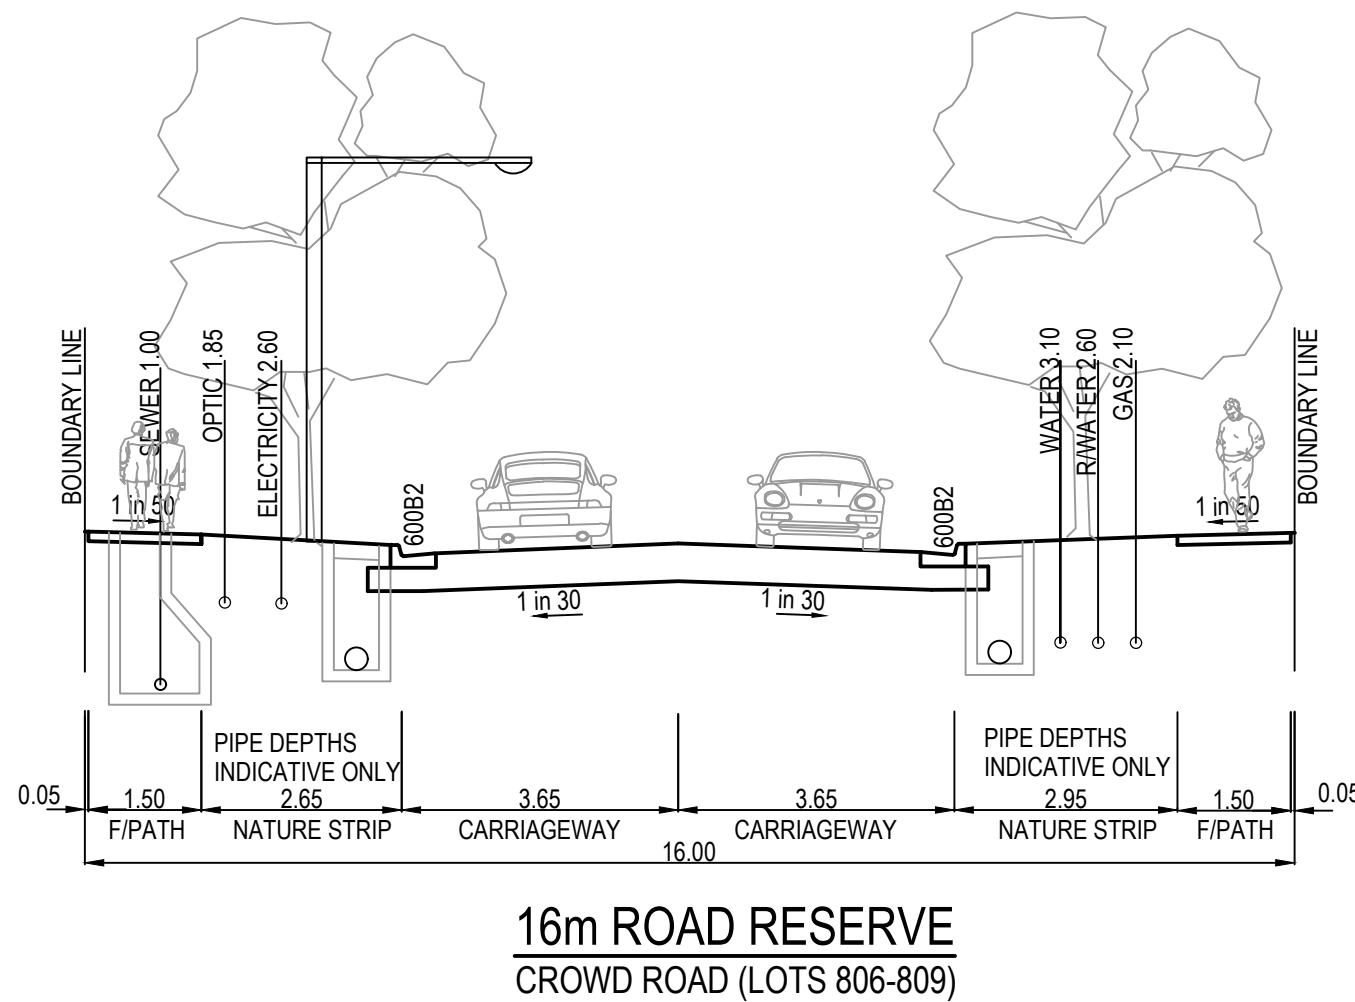 BOUNDARY LINE
SEWER 1.00
OPTIC 1.85
ELECTRICITY 2.60
WATER 3.10
R/WATER 2.60
GAS 2.10
BOUNDARY LINE
1 in 50
600B2
600B2
1 in 50
1 in 30
1 in 30
PIPE DEPTHS
INDICATIVE ONLY
PIPE DEPTHS
INDICATIVE ONLY
0.05 1.50 2.65 3.65 3.65 2.95 1.50 0.05
F/PATH NATURE STRIP CARRIAGEWAY CARRIAGEWAY NATURE STRIP F/PATH
16.00
16m ROAD RESERVE
CROWD ROAD (LOTS 806-809)